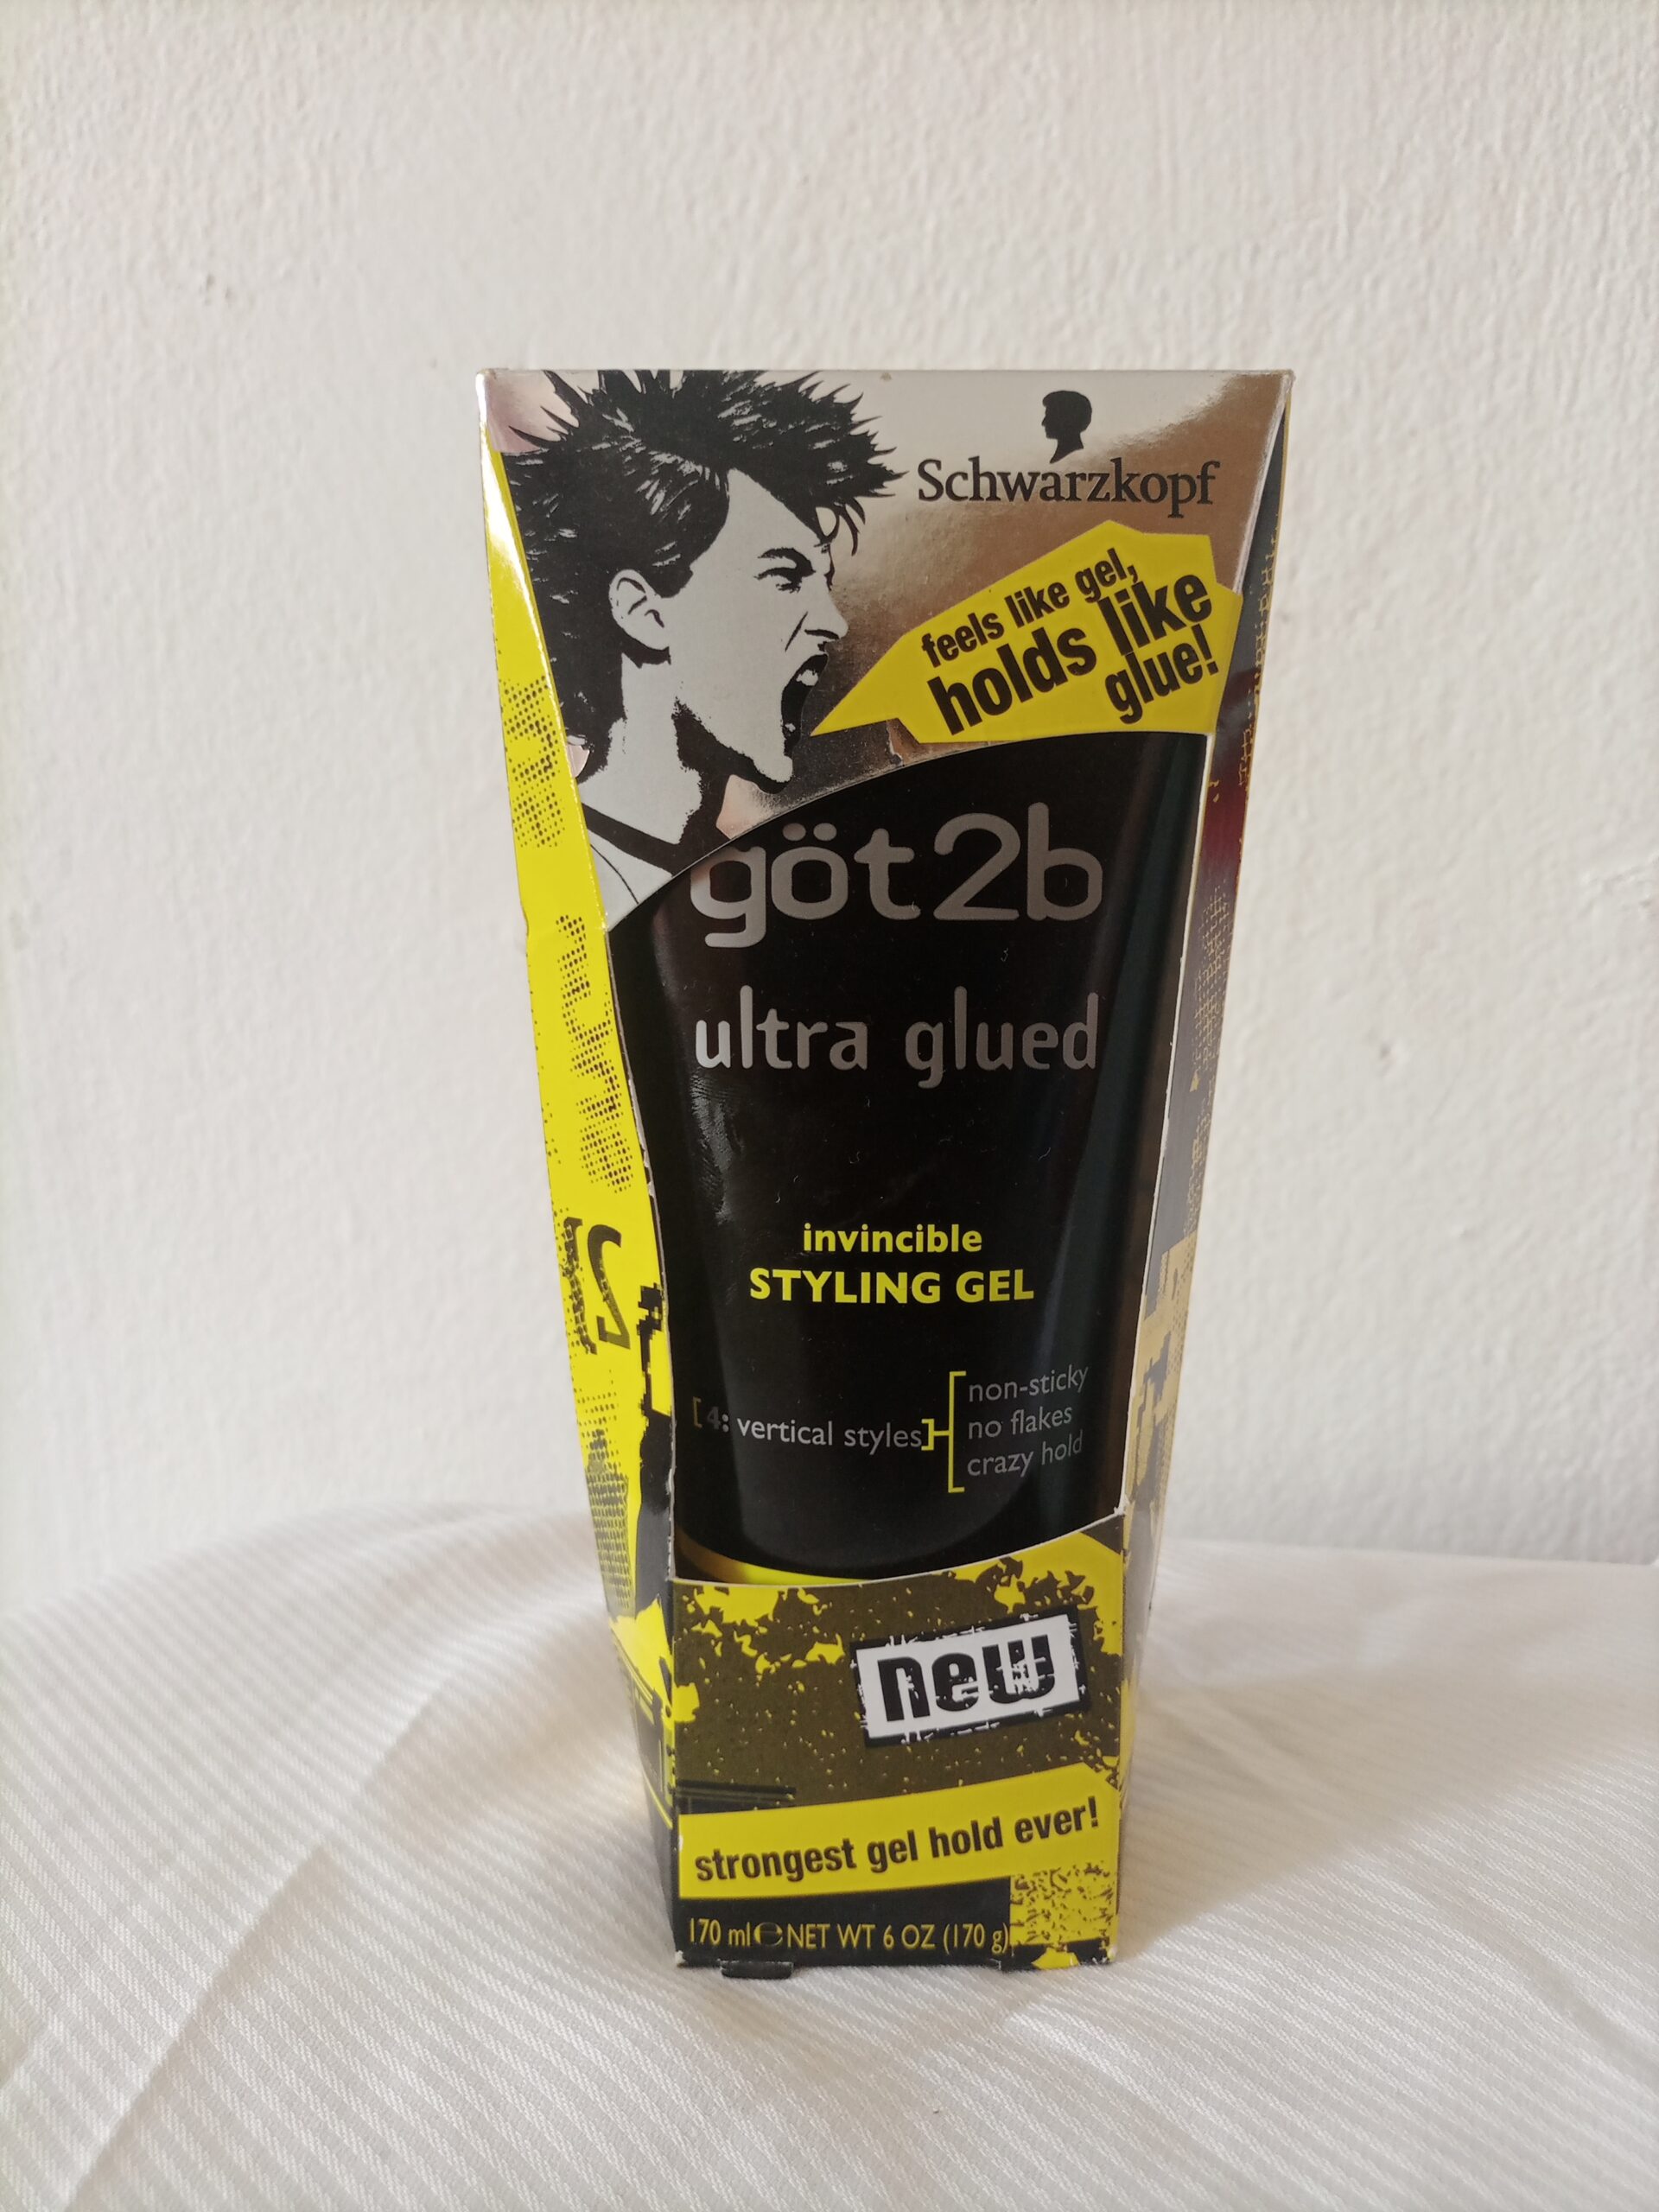 Schwarzkopf
feels like gel,
holds like
glue!
göt2b
ultra glued
invincible
STYLING GEL
[4: vertical styles]
non-sticky
no flakes
crazy hold
new
strongest gel hold ever!
170 ml ℮ NET WT 6 OZ (170 g)